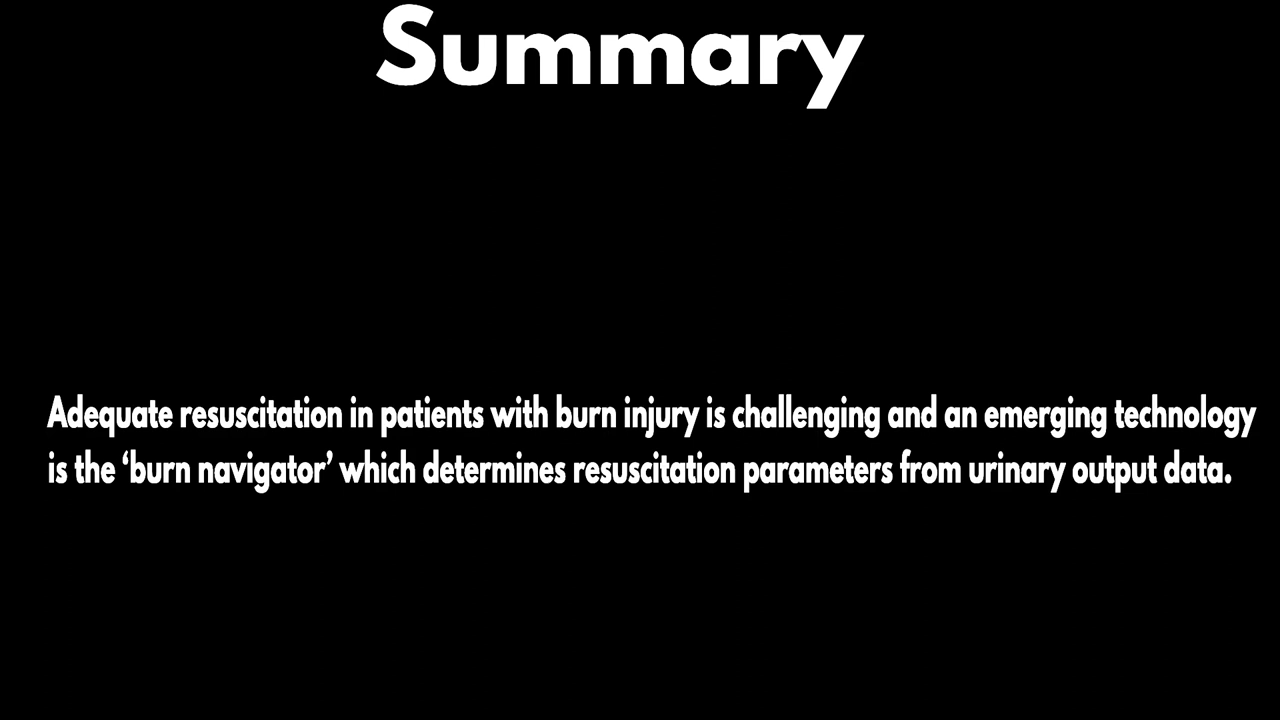 Summary
Adequate resuscitation in patients with burn injury is challenging and an emerging technology
is the ‘burn navigator’ which determines resuscitation parameters from urinary output data.